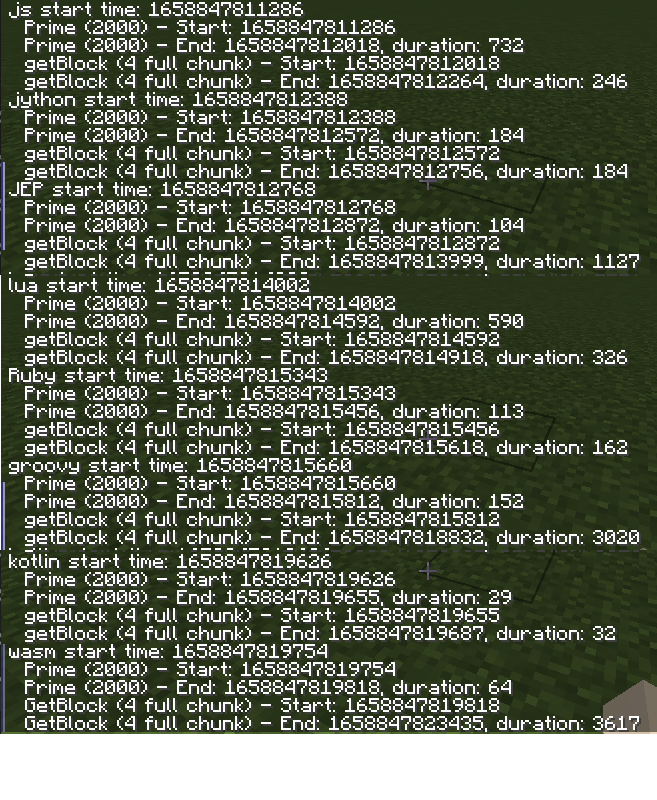 js start time: 1658847811286
Prime (2000) - Start: 1658847811286
Prime (2000) - End: 1658847812018, duration: 732
getBlock (4 full chunk) - Start: 1658847812018
getBlock (4 full chunk) - End: 1658847812264, duration: 246
jython start time: 1658847812388
Prime (2000) - Start: 1658847812388
Prime (2000) - End: 1658847812572, duration: 184
getBlock (4 full chunk) - Start: 1658847812572
getBlock (4 full chunk) - End: 1658847812756, duration: 184
JEP start time: 1658847812768
Prime (2000) - Start: 1658847812768
Prime (2000) - End: 1658847812872, duration: 104
getBlock (4 full chunk) - Start: 1658847812872
getBlock (4 full chunk) - End: 1658847813999, duration: 1127
lua start time: 1658847814002
Prime (2000) - Start: 1658847814002
Prime (2000) - End: 1658847814592, duration: 590
getBlock (4 full chunk) - Start: 1658847814592
getBlock (4 full chunk) - End: 1658847814918, duration: 326
Ruby start time: 1658847815343
Prime (2000) - Start: 1658847815343
Prime (2000) - End: 1658847815456, duration: 113
getBlock (4 full chunk) - Start: 1658847815456
getBlock (4 full chunk) - End: 1658847815618, duration: 162
groovy start time: 1658847815660
Prime (2000) - Start: 1658847815660
Prime (2000) - End: 1658847815812, duration: 152
getBlock (4 full chunk) - Start: 1658847815812
getBlock (4 full chunk) - End: 1658847818832, duration: 3020
kotlin start time: 1658847819626
Prime (2000) - Start: 1658847819626
Prime (2000) - End: 1658847819655, duration: 29
getBlock (4 full chunk) - Start: 1658847819655
getBlock (4 full chunk) - End: 1658847819687, duration: 32
wasm start time: 1658847819754
Prime (2000) - Start: 1658847819754
Prime (2000) - End: 1658847819818, duration: 64
GetBlock (4 full chunk) - Start: 1658847819818
GetBlock (4 full chunk) - End: 1658847823435, duration: 3617